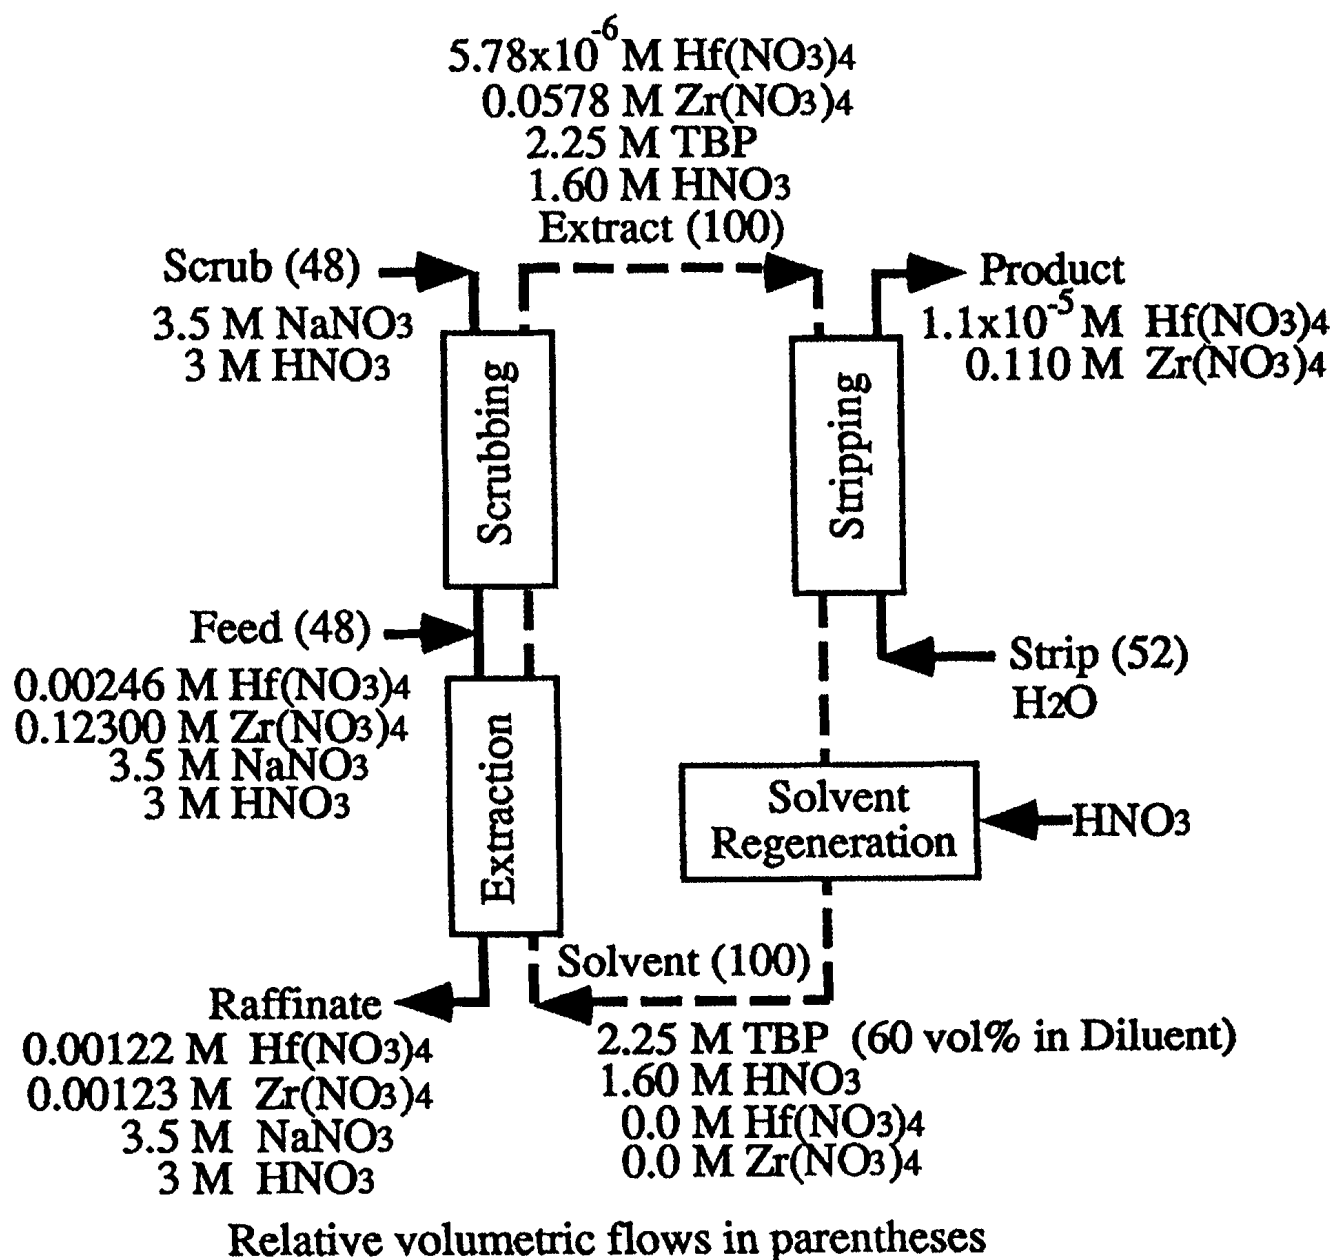 5.78x10⁻⁶ M Hf(NO3)4
0.0578 M Zr(NO3)4
2.25 M TBP
1.60 M HNO3
Extract (100)
Scrub (48)
3.5 M NaNO3
3 M HNO3
Product
1.1x10⁻⁵ M Hf(NO3)4
0.110 M Zr(NO3)4
Scrubbing
Stripping
Feed (48)
0.00246 M Hf(NO3)4
0.12300 M Zr(NO3)4
3.5 M NaNO3
3 M HNO3
Strip (52)
H2O
Extraction
Solvent
Regeneration
HNO3
Solvent (100)
2.25 M TBP (60 vol% in Diluent)
1.60 M HNO3
0.0 M Hf(NO3)4
0.0 M Zr(NO3)4
Raffinate
0.00122 M Hf(NO3)4
0.00123 M Zr(NO3)4
3.5 M NaNO3
3 M HNO3
Relative volumetric flows in parentheses